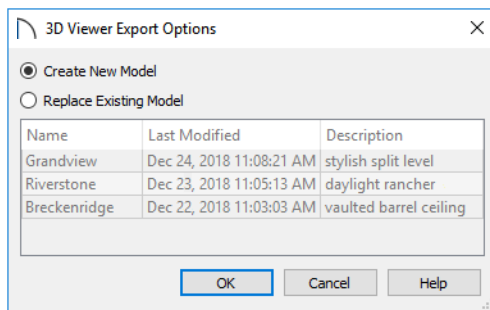 3D Viewer Export Options
Create New Model
Replace Existing Model
Name Last Modified Description
Grandview Dec 24, 2018 11:08:21 AM stylish split level
Riverstone Dec 23, 2018 11:05:13 AM daylight rancher
Breckenridge Dec 22, 2018 11:03:03 AM vaulted barrel ceiling
OK Cancel Help